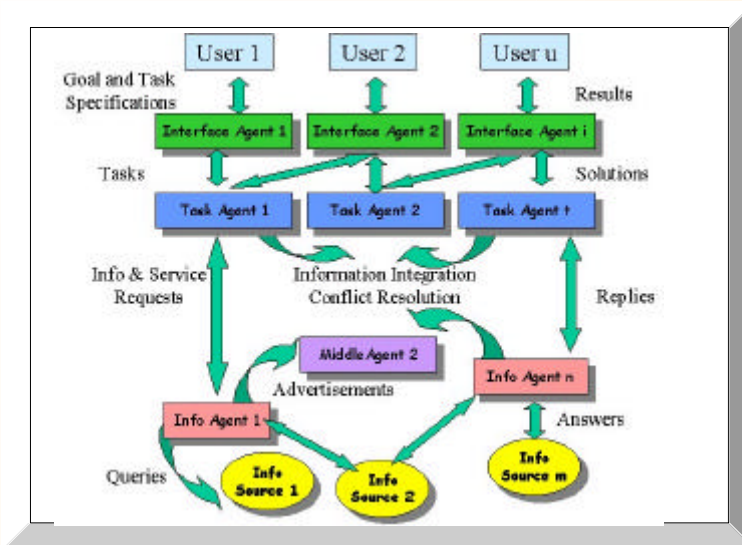 User 1
User 2
User u
Goal and Task
Specifications
Results
Interface Agent 1
Interface Agent 2
Interface Agent i
Tasks
Solutions
Task Agent 1
Task Agent 2
Task Agent t
Info & Service
Requests
Information Integration
Conflict Resolution
Replies
MiddleAgent 2
Info Agent n
Advertisements
Info Agent 1
Answers
Queries
Info
Source 1
Info
Source 2
Info
Source m